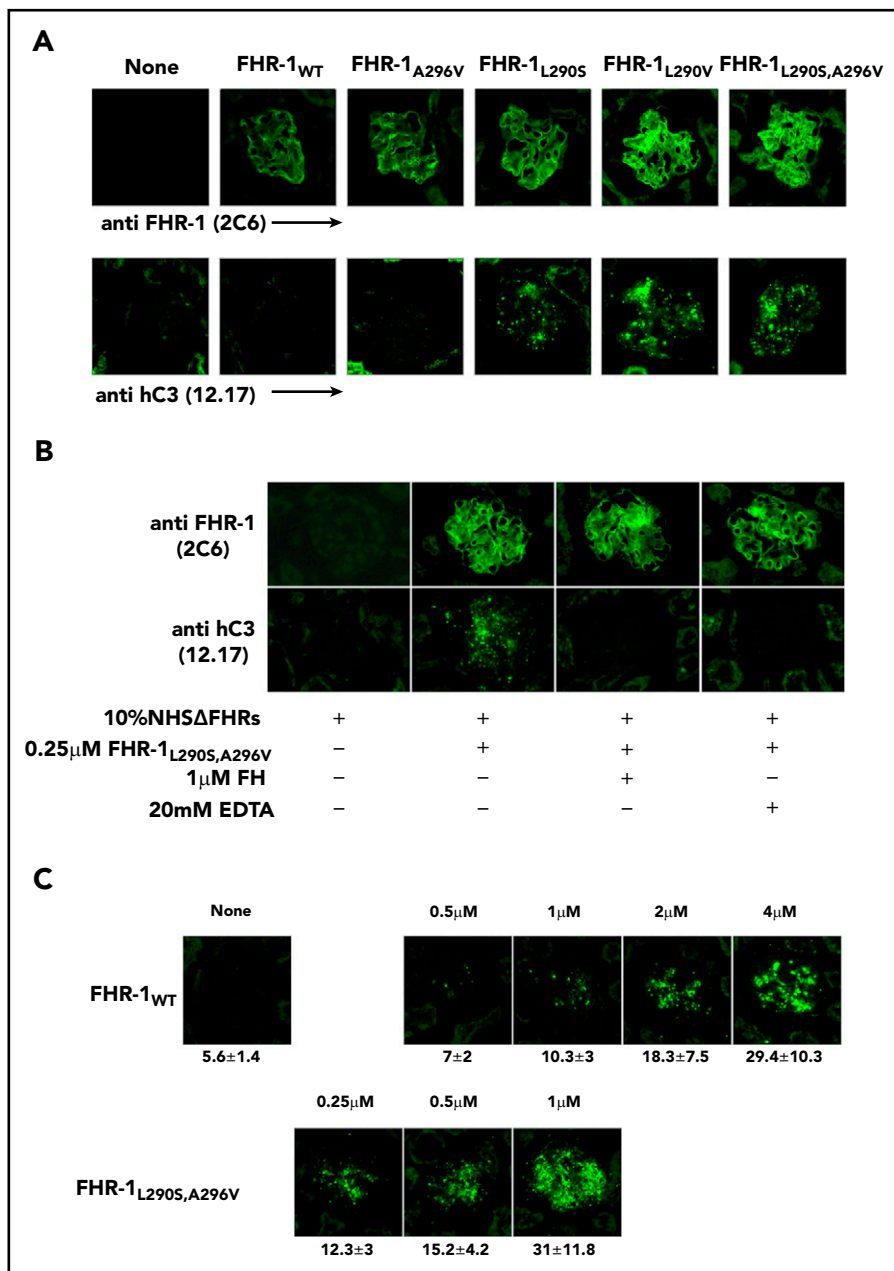 A
None FHR-1WT FHR-1A296V FHR-1L290S FHR-1L290V FHR-1L290S,A296V
anti FHR-1 (2C6)
anti hC3 (12.17)
B
anti FHR-1
(2C6)
anti hC3
(12.17)
10%NHSΔFHRs + + + +
0.25μM FHR-1L290S,A296V – + + +
1μM FH – – + –
20mM EDTA – – – +
C
None 0.5μM 1μM 2μM 4μM
FHR-1WT
5.6±1.4 7±2 10.3±3 18.3±7.5 29.4±10.3
0.25μM 0.5μM 1μM
FHR-1L290S,A296V
12.3±3 15.2±4.2 31±11.8